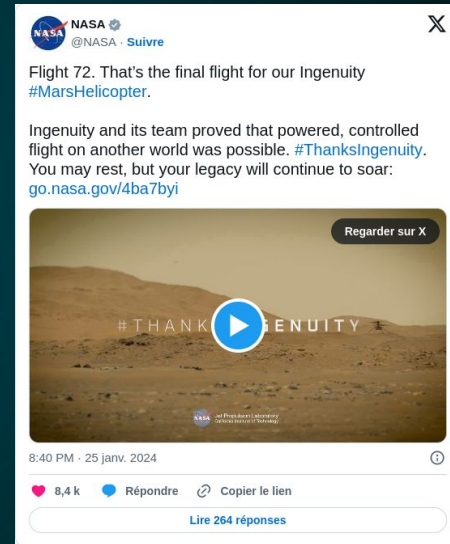 NASA
@NASA · Suivre
Flight 72. That's the final flight for our Ingenuity
#MarsHelicopter.
Ingenuity and its team proved that powered, controlled
flight on another world was possible. #ThanksIngenuity.
You may rest, but your legacy will continue to soar:
go.nasa.gov/4ba7byi
Regarder sur X
#THANK GENUITY
NASA Jet Propulsion Laboratory
California Institute of Technology
8:40 PM · 25 janv. 2024
8,4 k Répondre Copier le lien
Lire 264 réponses